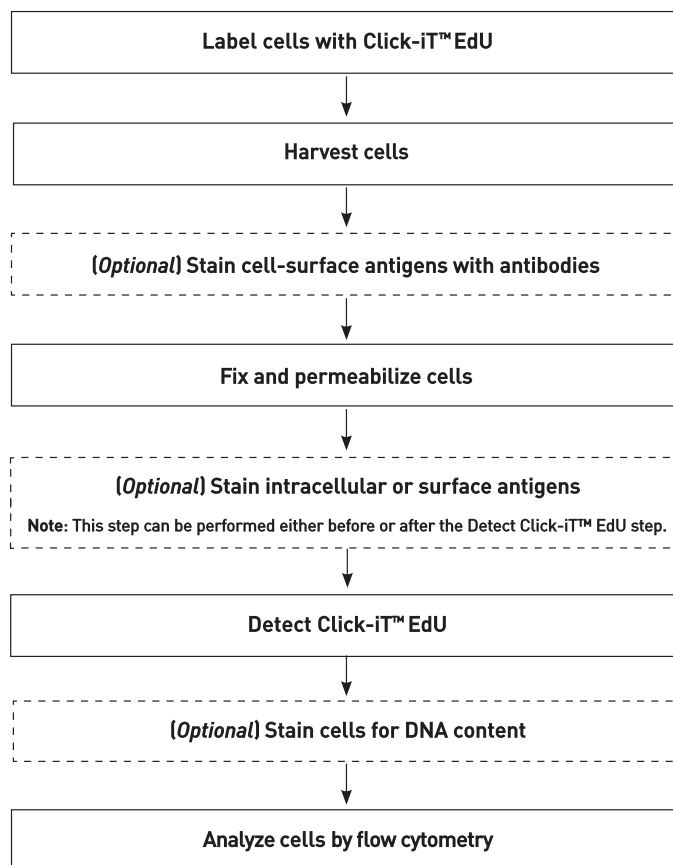 Label cells with Click-iT™ EdU
Harvest cells
(Optional) Stain cell-surface antigens with antibodies
Fix and permeabilize cells
(Optional) Stain intracellular or surface antigens
Note: This step can be performed either before or after the Detect Click-iT™ EdU step.
Detect Click-iT™ EdU
(Optional) Stain cells for DNA content
Analyze cells by flow cytometry